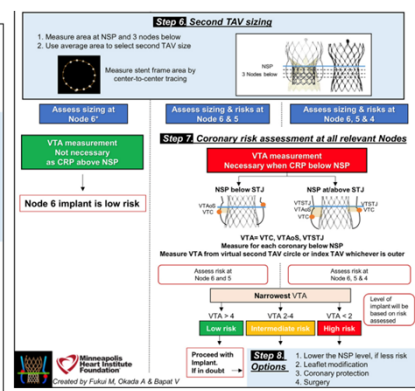 Step 6. Second TAV sizing
1. Measure area at NSP and 3 nodes below
2. Use average area to select second TAV size
Measure stent frame area by
center-to-center tracing
NSP
3 Nodes below
Assess sizing at
Node 6*
Assess sizing & risks at
Node 6 & 5
Assess sizing & risks at
Node 6, 5 & 4
VTA measurement
Not necessary
as CRP above NSP
Node 6 implant is low risk
Step 7. Coronary risk assessment at all relevant Nodes
VTA measurement
Necessary when CRP below NSP
NSP below STJ
NSP at/above STJ
VTAoS
VTC
VTSTJ
VTAoS
VTC
VTSTJ
VTAoS
VTC
VTA= VTC, VTAoS, VTSTJ
Measure for each coronary below NSP
Measure VTA from virtual second TAV circle or index TAV whichever is outer
Assess risk at
Node 6 and 5
Assess risk at
Node 6, 5 & 4
Narrowest VTA
VTA > 4
VTA 2-4
VTA < 2
Low risk
Intermediate risk
High risk
Level of
implant will be
based on risk
assessed
Proceed with
Implant.
If in doubt
Step 8.
Options
1. Lower the NSP level, if less risk
2. Leaflet modification
3. Coronary protection
4. Surgery
Minneapolis
Heart Institute
Foundation
Created by Fukui M, Okada A & Bapat V